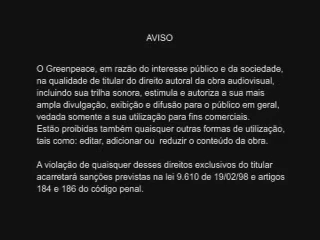 AVISO
O Greenpeace, em razão do interesse público e da sociedade,
na qualidade de titular do direito autoral da obra audiovisual,
incluindo sua trilha sonora, estimula e autoriza a sua mais
ampla divulgação, exibição e difusão para o público em geral,
vedada somente a sua utilização para fins comerciais.
Estão proibidas também quaisquer outras formas de utilização,
tais como: editar, adicionar ou reduzir o conteúdo da obra.
A violação de quaisquer desses direitos exclusivos do titular
acarretará sanções previstas na lei 9.610 de 19/02/98 e artigos
184 e 186 do código penal.